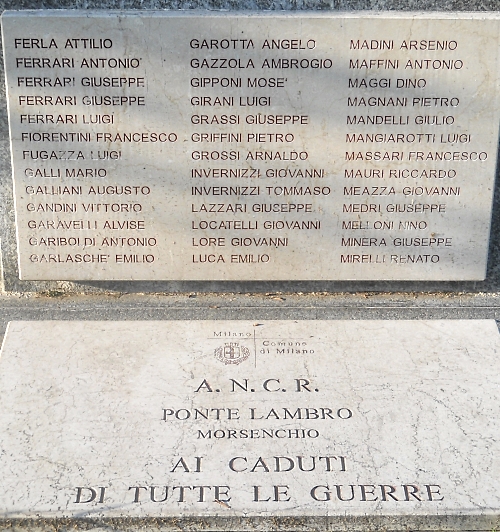 FERLA ATTILIO
FERRARI ANTONIO'
FERRARI GIUSEPPE
FERRARI GIUSEPPE
FERRARI LUIGI
FIORENTINI FRANCESCO
FUGAZZA LUIGI
GALLI MARIO
GALLIANI AUGUSTO
GANDINI VITTORIO
GARAVELLI ALVISE
GARIBOLDI ANTONIO
GARLASCHE' EMILIO
GAROTTA ANGELO
GAZZOLA AMBROGIO
GIPPONI MOSE'
GIRANI LUIGI
GRASSI GIUSEPPE
GRIFFINI PIETRO
GROSSI ARNALDO
INVERNIZZI GIOVANNI
INVERNIZZI TOMMASO
LAZZARI GIUSEPPE
LOCATELLI GIOVANNI
LORE GIOVANNI
LUCA EMILIO
MADINI ARSENIO
MAFFINI ANTONIO
MAGGI DINO
MAGNANI PIETRO
MANDELLI GIULIO
MANGIAROTTI LUIGI
MASSARI FRANCESCO
MAURI RICCARDO
MEAZZA GIOVANNI
MEDRI GIUSEPPE
MELONI NINO
MINERA GIUSEPPE
MIRELLI RENATO
Milano
Comune
di Milano
A. N. C. R.
PONTE LAMBRO
MORSENCHIO
AI CADUTI
DI TUTTE LE GUERRE